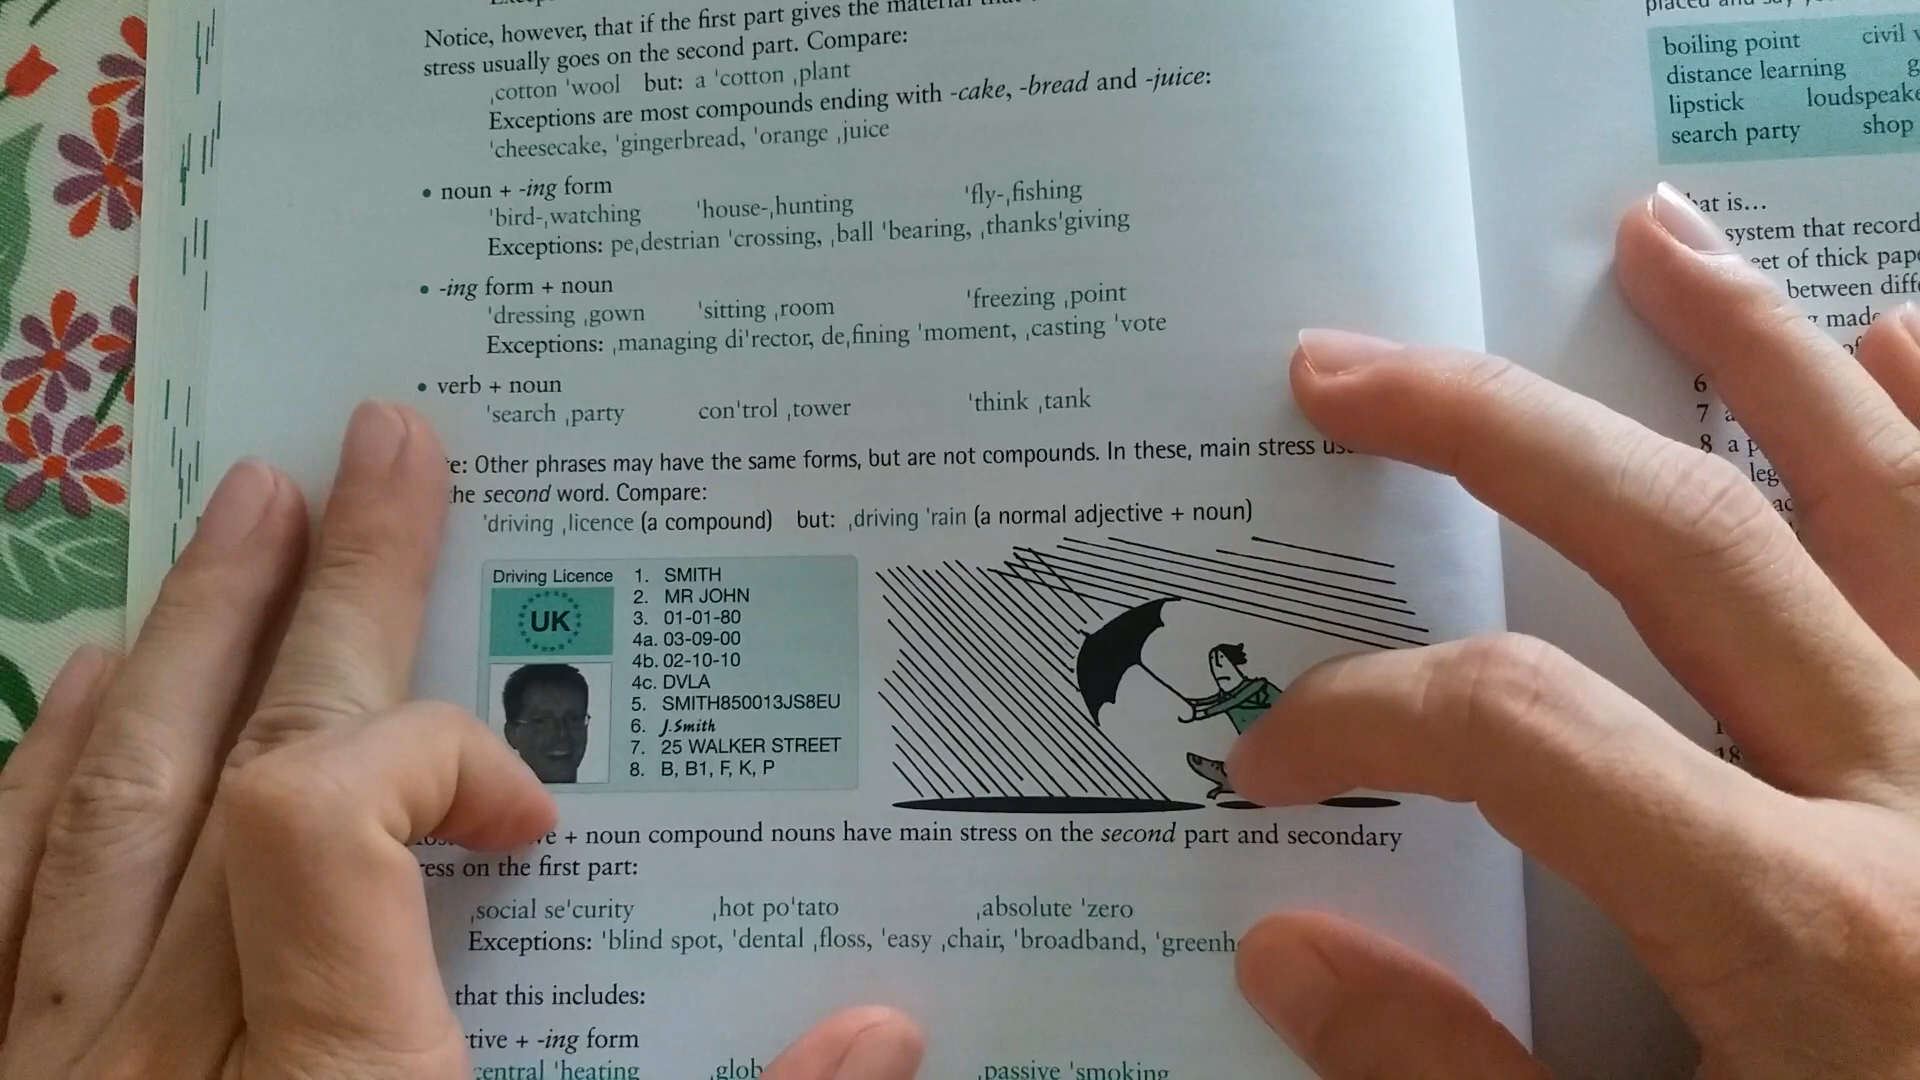 Notice, however, that if the first part gives the material
stress usually goes on the second part. Compare:
ˌcotton ˈwool but: a ˈcotton ˌplant
Exceptions are most compounds ending with -cake, -bread and -juice:
ˈcheesecake, ˈgingerbread, ˈorange ˌjuice
• noun + -ing form
ˈbird-ˌwatching ˈhouse-ˌhunting ˈfly-ˌfishing
Exceptions: peˌdestrian ˈcrossing, ˌball ˈbearing, ˌthanksˈgiving
• -ing form + noun
ˈdressing ˌgown ˈsitting ˌroom ˈfreezing ˌpoint
Exceptions: ˌmanaging diˈrector, deˌfining ˈmoment, ˌcasting ˈvote
• verb + noun
ˈsearch ˌparty conˈtrol ˌtower ˈthink ˌtank
Other phrases may have the same forms, but are not compounds. In these, main stress
second word. Compare:
ˈdriving ˌlicence (a compound) but: ˌdriving ˈrain (a normal adjective + noun)
Driving Licence
UK
1. SMITH
2. MR JOHN
3. 01-01-80
4a. 03-09-00
4b. 02-10-10
4c. DVLA
5. SMITH850013JS8EU
6. J.Smith
7. 25 WALKER STREET
8. B, B1, F, K, P
+ noun compound nouns have main stress on the second part and secondary
on the first part:
ˌsocial seˈcurity ˌhot poˈtato ˌabsolute ˈzero
Exceptions: ˈblind spot, ˈdental ˌfloss, ˈeasy ˌchair, ˈbroadband,
that this includes:
+ -ing form
central ˈheating ˌpassive ˈsmoking
boiling point civil
distance learning
lipstick
search party shop
is...
system that record
of thick
between
made
6
7
8 a